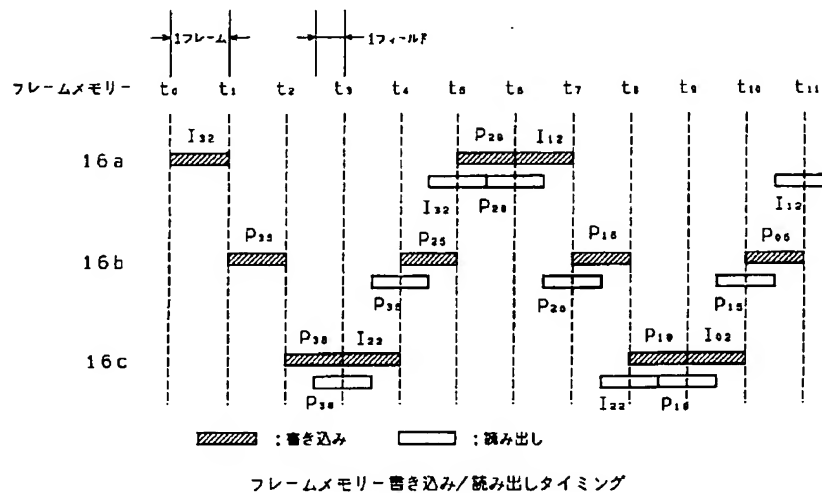 1フレーム 1フィールド
フレームメモリー t₀ t₁ t₂ t₃ t₄ t₅ t₆ t₇ t₈ t₉ t₁₀ t₁₁
I₃₂ P₂₉ I₁₂
16a
I₃₂ P₂₉ I₁₂
P₃₅ P₂₅ P₁₅ P₀₅
16b
P₃₅ P₂₅ P₁₅
P₃₈ I₂₂ P₁₉ I₀₂
16c
P₃₈ I₂₂ P₁₉
:書き込み :読み出し
フレームメモリー書き込み/読み出しタイミング